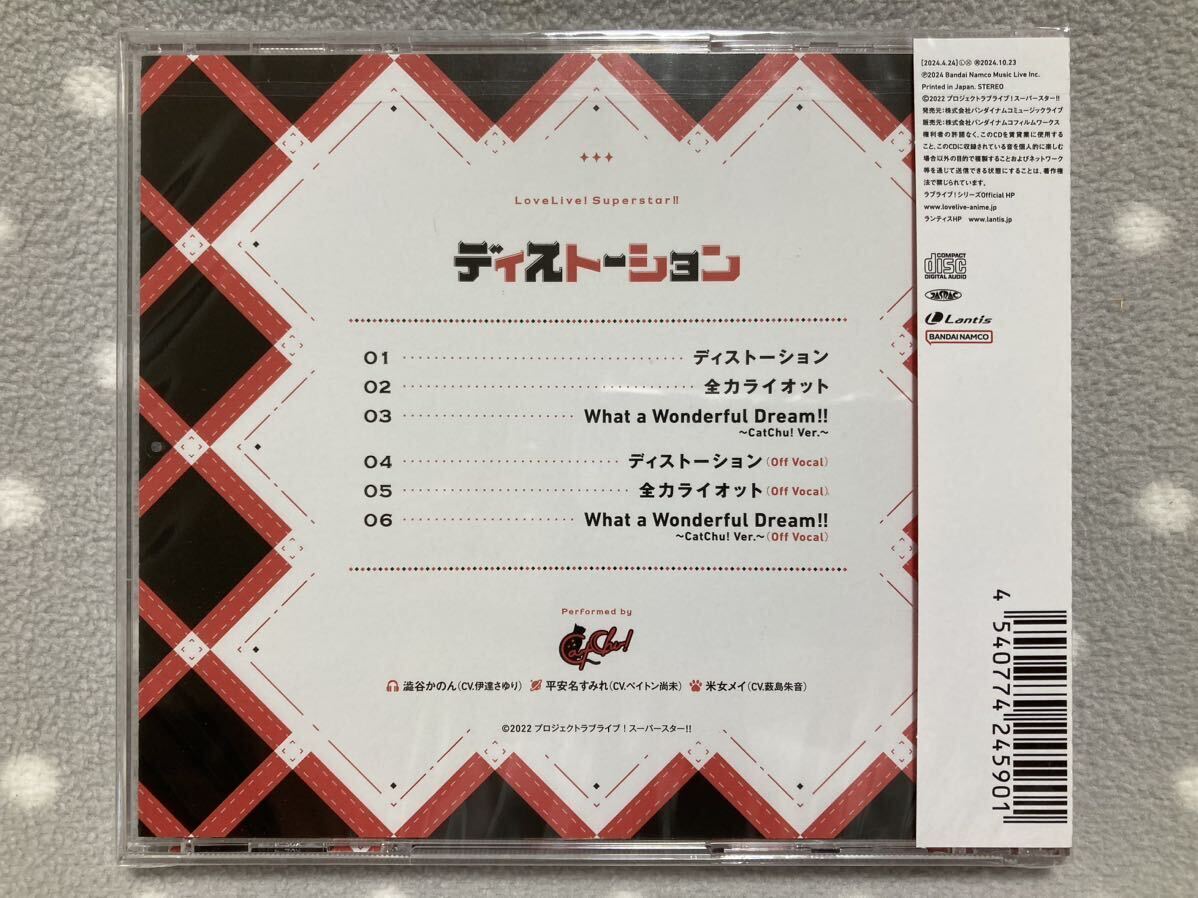 LoveLive! Superstar!!
ディストーション
01 ディストーション
02 全力ライオット
03 What a Wonderful Dream!!
~CatChu! Ver.~
04 ディストーション (Off Vocal)
05 全力ライオット (Off Vocal)
06 What a Wonderful Dream!!
~CatChu! Ver.~ (Off Vocal)
Performed by
CatChu!
澁谷かのん(CV.伊達さゆり) 平安名すみれ(CV.ペイトン尚未) 米女メイ(CV.薮島朱音)
©2022 プロジェクトラブライブ!スーパースター!!
[2024.4.24]Ⓛ Ⓧ Ⓡ2024.10.23
Ⓟ2024 Bandai Namco Music Live Inc.
Printed in Japan. STEREO
©2022 プロジェクトラブライブ!スーパースター!!
発売元:株式会社バンダイナムコミュージックライブ
販売元:株式会社バンダイナムコフィルムワークス
権利者の許諾なく、このCDを賃貸業に使用する
こと、このCDに収録されている音を個人的に楽しむ
場合以外の目的で複製することおよびネットワーク
等を通じて送信できる状態にすることは、著作権
法で禁じられています。
ラブライブ!シリーズOfficial HP
www.lovelive-anime.jp
ランティスHP www.lantis.jp
COMPACT
disc
DIGITAL AUDIO
JASRAC
Lantis
BANDAI NAMCO
4 540774 245901